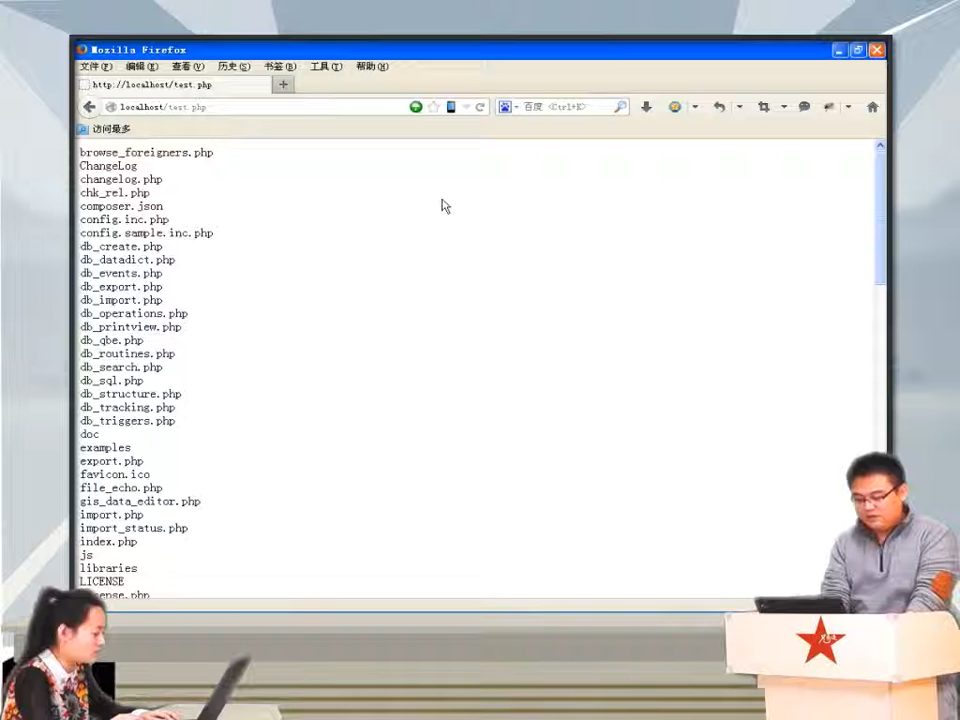 Mozilla Firefox
文件(F) 编辑(E) 查看(V) 历史(S) 书签(B) 工具(T) 帮助(H)
http://localhost/test.php
localhost/test.php 百度 <Ctrl+K>
访问最多
browse_foreigners.php
ChangeLog
changelog.php
chk_rel.php
composer.json
config.inc.php
config.sample.inc.php
db_create.php
db_datadict.php
db_events.php
db_export.php
db_import.php
db_operations.php
db_printview.php
db_qbe.php
db_routines.php
db_search.php
db_sql.php
db_structure.php
db_tracking.php
db_triggers.php
doc
examples
export.php
favicon.ico
file_echo.php
gis_data_editor.php
import.php
import_status.php
index.php
js
libraries
LICENSE